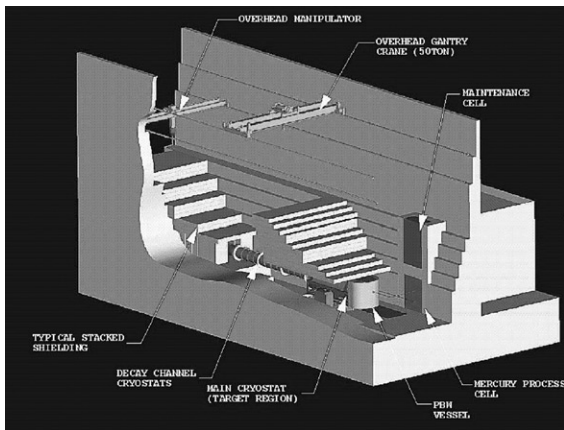 OVERHEAD MANIPULATOR
OVERHEAD GANTRY
CRANE (50TON)
MAINTENANCE
CELL
TYPICAL STACKED
SHIELDING
DECAY CHANNEL
CRYOSTATS
MAIN CRYOSTAT
(TARGET REGION)
PBW
VESSEL
MERCURY PROCESS
CELL